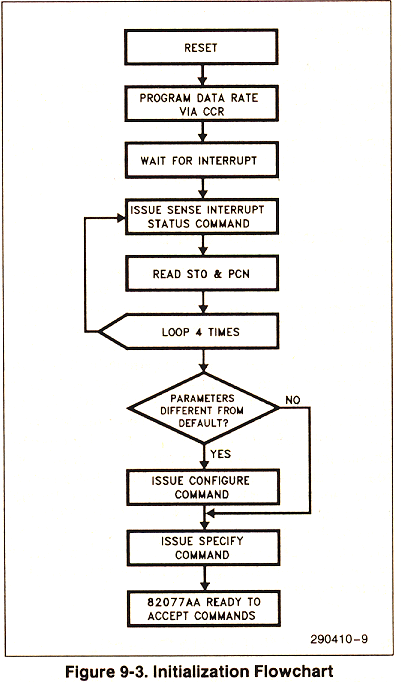 RESET
PROGRAM DATA RATE
VIA CCR
WAIT FOR INTERRUPT
ISSUE SENSE INTERRUPT
STATUS COMMAND
READ ST0 & PCN
LOOP 4 TIMES
PARAMETERS
DIFFERENT FROM
DEFAULT?
NO
YES
ISSUE CONFIGURE
COMMAND
ISSUE SPECIFY
COMMAND
82077AA READY TO
ACCEPT COMMANDS
290410-9
Figure 9-3. Initialization Flowchart